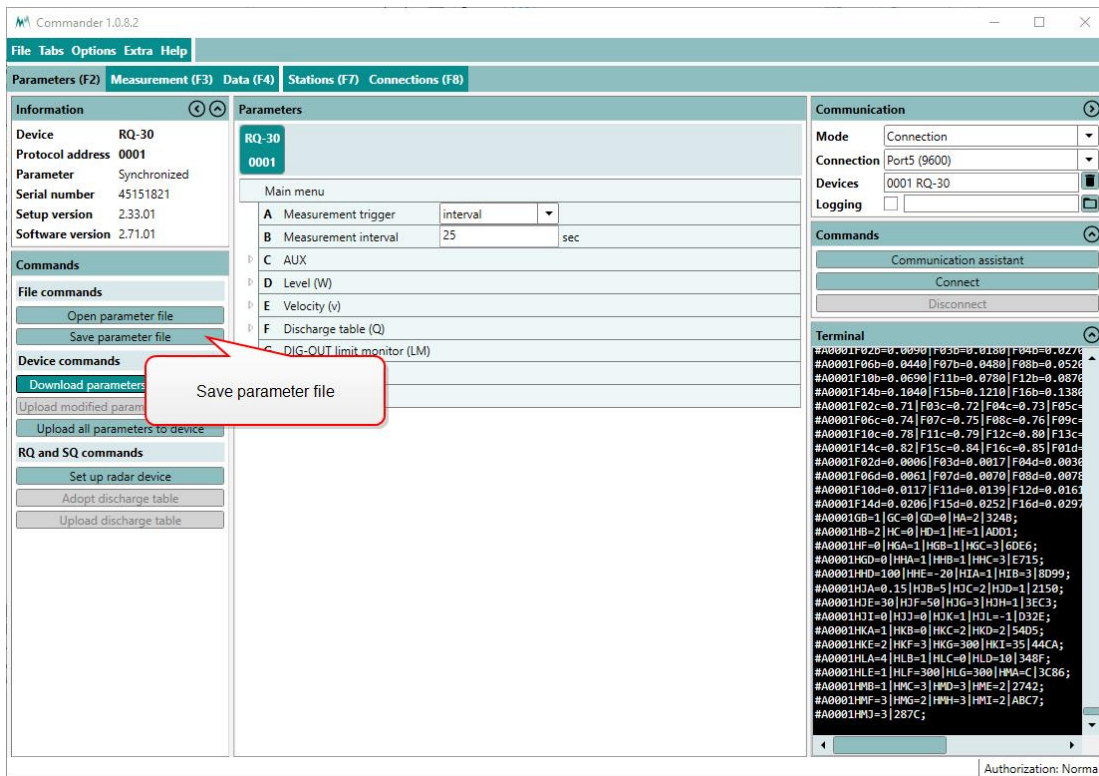 Commander 1.0.8.2
File Tabs Options Extra Help
Parameters (F2) Measurement (F3) Data (F4) Stations (F7) Connections (F8)
Information
Device RQ-30
Protocol address 0001
Parameter Synchronized
Serial number 45151821
Setup version 2.33.01
Software version 2.71.01
Commands
File commands
Open parameter file
Save parameter file
Device commands
Download parameters
Upload modified param
Upload all parameters to device
RQ and SQ commands
Set up radar device
Adopt discharge table
Upload discharge table
Parameters
RQ-30
0001
Main menu
A Measurement trigger interval
B Measurement interval 25 sec
C AUX
D Level (W)
E Velocity (v)
F Discharge table (Q)
DIG-OUT limit monitor (LM)
Save parameter file
Communication
Mode Connection
Connection Port5 (9600)
Devices 0001 RQ-30
Logging
Commands
Communication assistant
Connect
Disconnect
Terminal
#A0001F02b=0.0090|F03b=0.0180|F04b=0.0270
#A0001F06b=0.0440|F07b=0.0480|F08b=0.0520
#A0001F10b=0.0690|F11b=0.0780|F12b=0.0870
#A0001F14b=0.1040|F15b=0.1210|F16b=0.1380
#A0001F02c=0.71|F03c=0.72|F04c=0.73|F05c=
#A0001F06c=0.74|F07c=0.75|F08c=0.76|F09c=
#A0001F10c=0.78|F11c=0.79|F12c=0.80|F13c=
#A0001F14c=0.82|F15c=0.84|F16c=0.85|F01d=
#A0001F02d=0.0006|F03d=0.0017|F04d=0.0030
#A0001F06d=0.0061|F07d=0.0070|F08d=0.0078
#A0001F10d=0.0117|F11d=0.0139|F12d=0.0161
#A0001F14d=0.0206|F15d=0.0252|F16d=0.0297
#A0001GB=1|GC=0|GD=0|HA=2|324B;
#A0001HB=2|HC=0|HD=1|HE=1|ADD1;
#A0001HF=0|HGA=1|HGB=1|HGC=3|6DE6;
#A0001HGD=0|HHA=1|HHB=1|HHC=3|E715;
#A0001HHD=100|HHE=-20|HIA=1|HIB=3|8D99;
#A0001HJA=0.15|HJB=5|HJC=2|HJD=1|2150;
#A0001HJE=30|HJF=50|HJG=3|HJH=1|3EC3;
#A0001HJI=0|HJJ=0|HJK=1|HJL=-1|D32E;
#A0001HKA=1|HKB=0|HKC=2|HKD=2|54D5;
#A0001HKE=2|HKF=3|HKG=300|HKI=35|44CA;
#A0001HLA=4|HLB=1|HLC=0|HLD=10|348F;
#A0001HLE=1|HLF=300|HLG=300|HMA=C|3C86;
#A0001HMB=1|HMC=3|HMD=3|HME=2|2742;
#A0001HMF=3|HMG=2|HMH=3|HMI=2|ABC7;
#A0001HMJ=3|287C;
Authorization: Norma